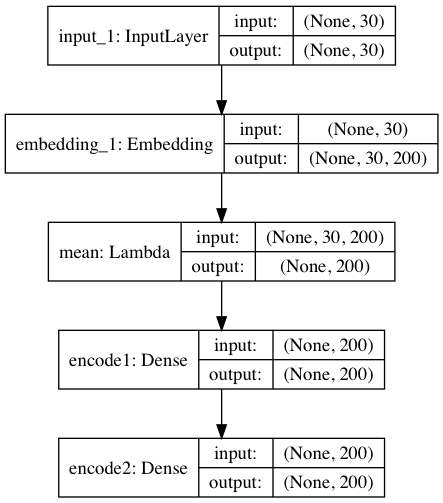 input_1: InputLayer
input: (None, 30)
output: (None, 30)
embedding_1: Embedding
input: (None, 30)
output: (None, 30, 200)
mean: Lambda
input: (None, 30, 200)
output: (None, 200)
encode1: Dense
input: (None, 200)
output: (None, 200)
encode2: Dense
input: (None, 200)
output: (None, 200)